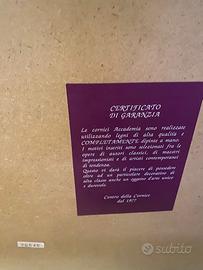 CERTIFICATO
DI GARANZIA
Le cornici Accademia sono realizzate
utilizzando legni di alta qualità e
COMPLETAMENTE dipinte a mano.
I motivi inseriti sono selezionati fra le
opere di autori classici, di maestri
impressionisti e di artisti contemporanei
di tendenza.
Questo vi darà il piacere di possedere
oltre ad un particolare decorativo di
alta classe anche un oggetto d'arte unico
e durevole.
Centro della Cornice
dal 1977
subito